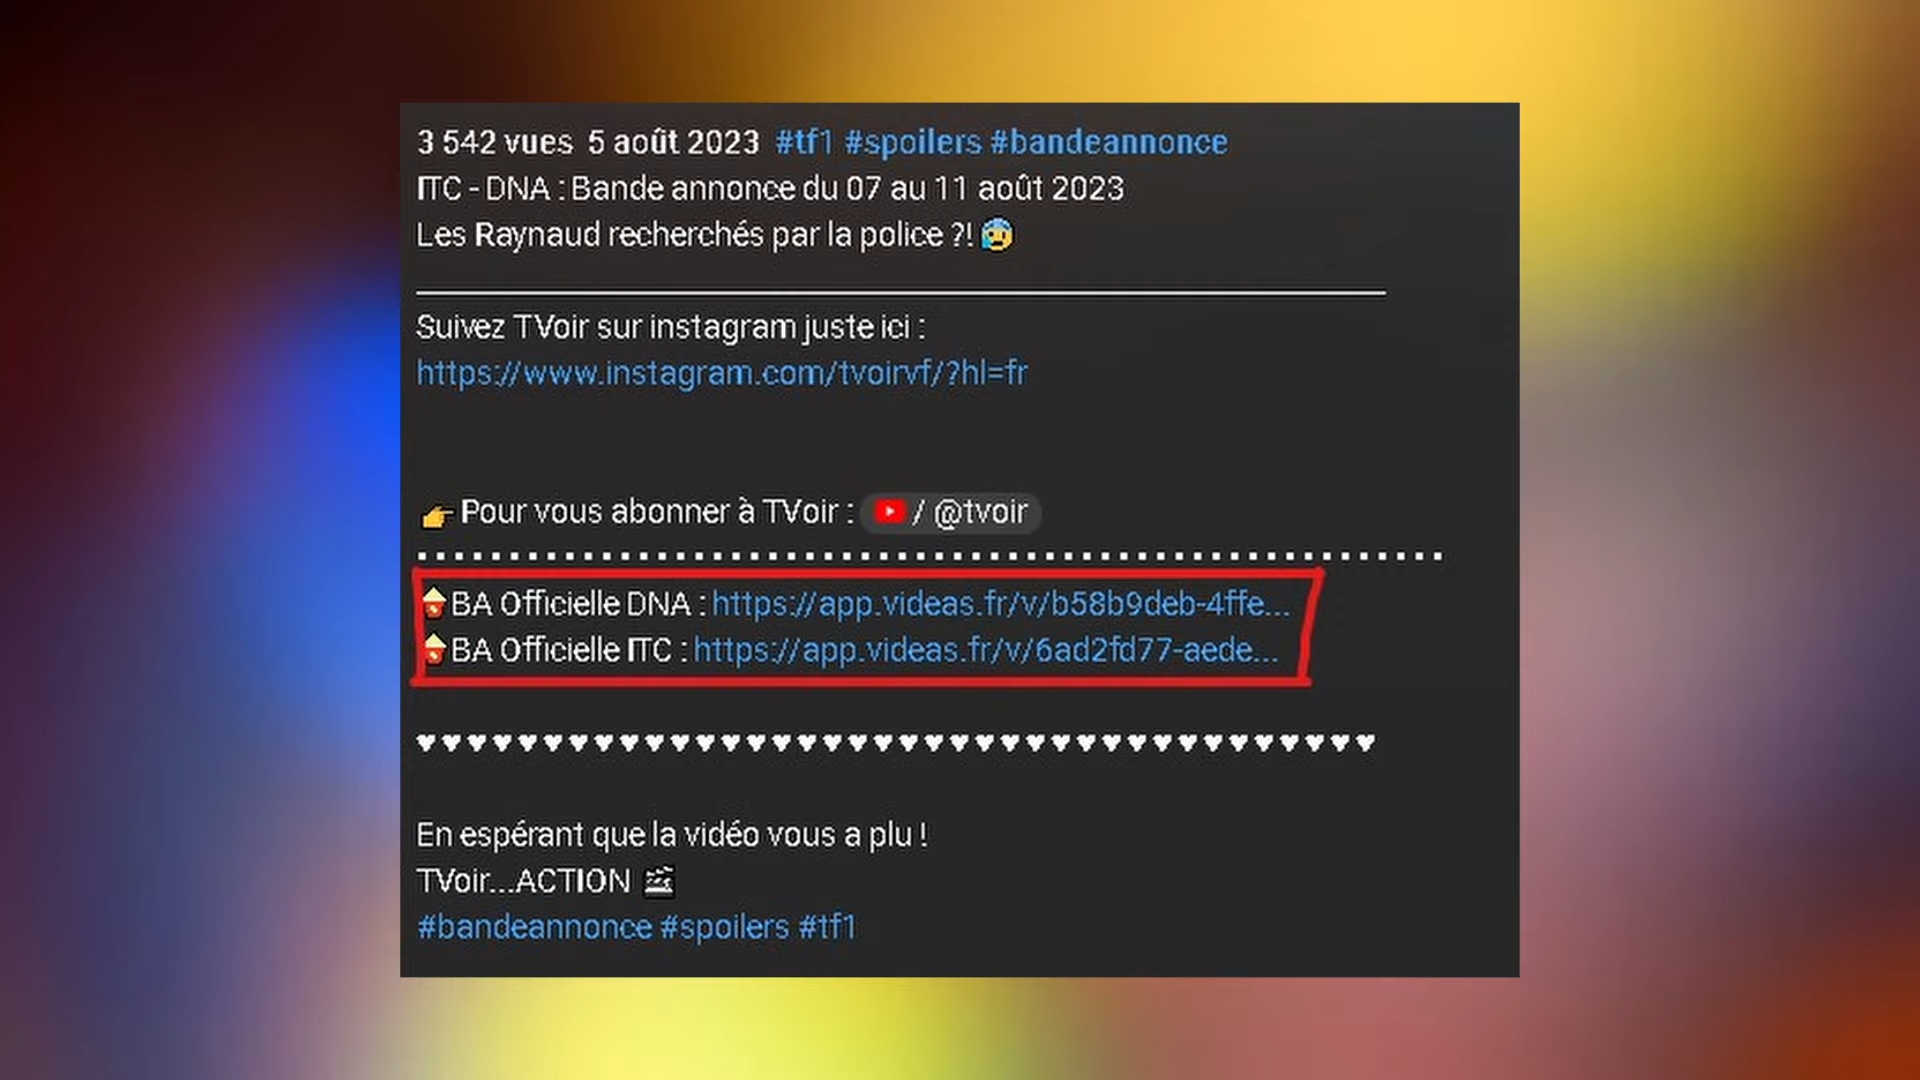 3 542 vues 5 août 2023 #tf1 #spoilers #bandeannonce
ITC - DNA : Bande annonce du 07 au 11 août 2023
Les Raynaud recherchés par la police ?! 😰
Suivez TVoir sur instagram juste ici :
https://www.instagram.com/tvoirvf/?hl=fr
👉 Pour vous abonner à TVoir : / @tvoir
🍿BA Officielle DNA : https://app.videas.fr/v/b58b9deb-4ffe...
🍿BA Officielle ITC : https://app.videas.fr/v/6ad2fd77-aede...
♥♥♥♥♥♥♥♥♥♥♥♥♥♥♥♥♥♥♥♥♥♥♥♥♥♥♥♥♥♥♥♥♥♥♥♥♥♥
En espérant que la vidéo vous a plu !
TVoir...ACTION 🎬
#bandeannonce #spoilers #tf1